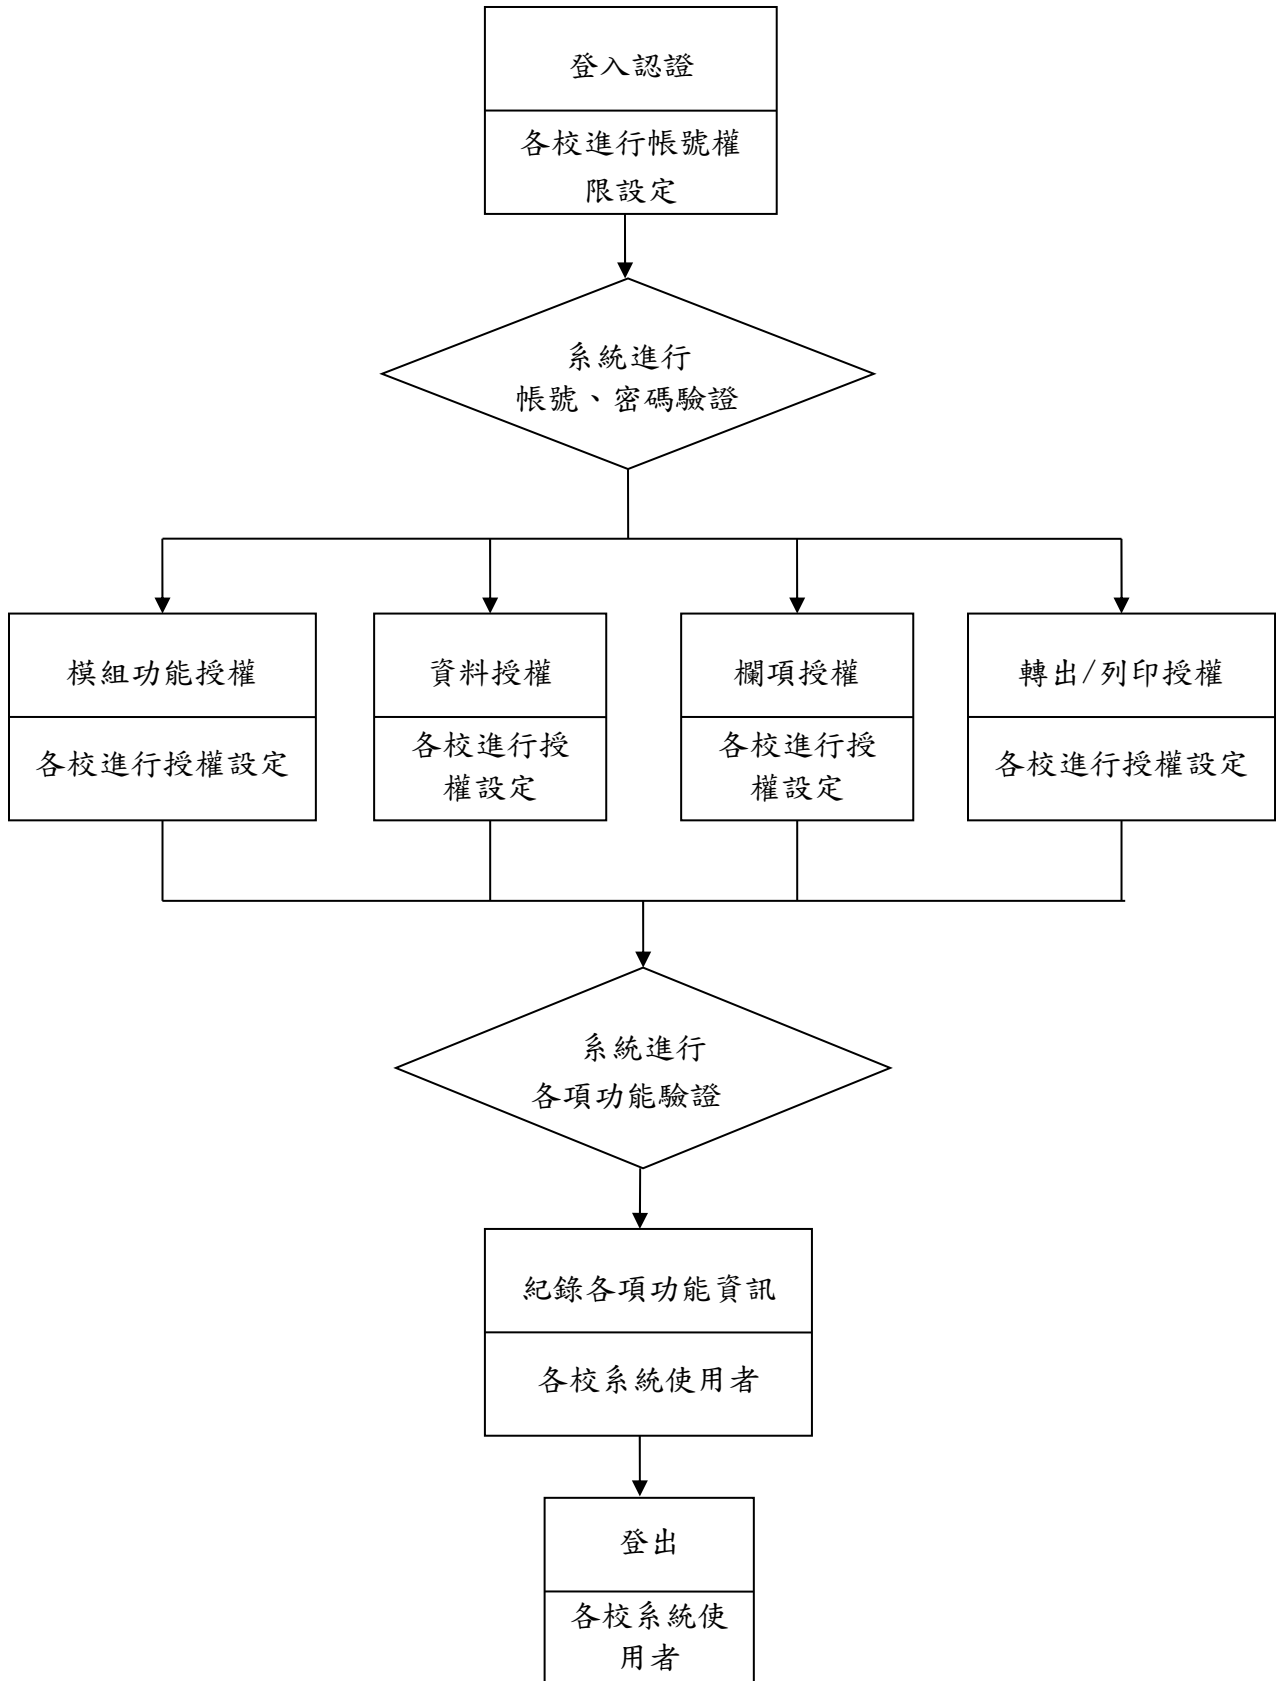 登入認證
各校進行帳號權
限設定
系統進行
帳號、密碼驗證
模組功能授權
各校進行授權設定
資料授權
各校進行授
權設定
欄項授權
各校進行授
權設定
轉出/列印授權
各校進行授權設定
系統進行
各項功能驗證
紀錄各項功能資訊
各校系統使用者
登出
各校系統使
用者